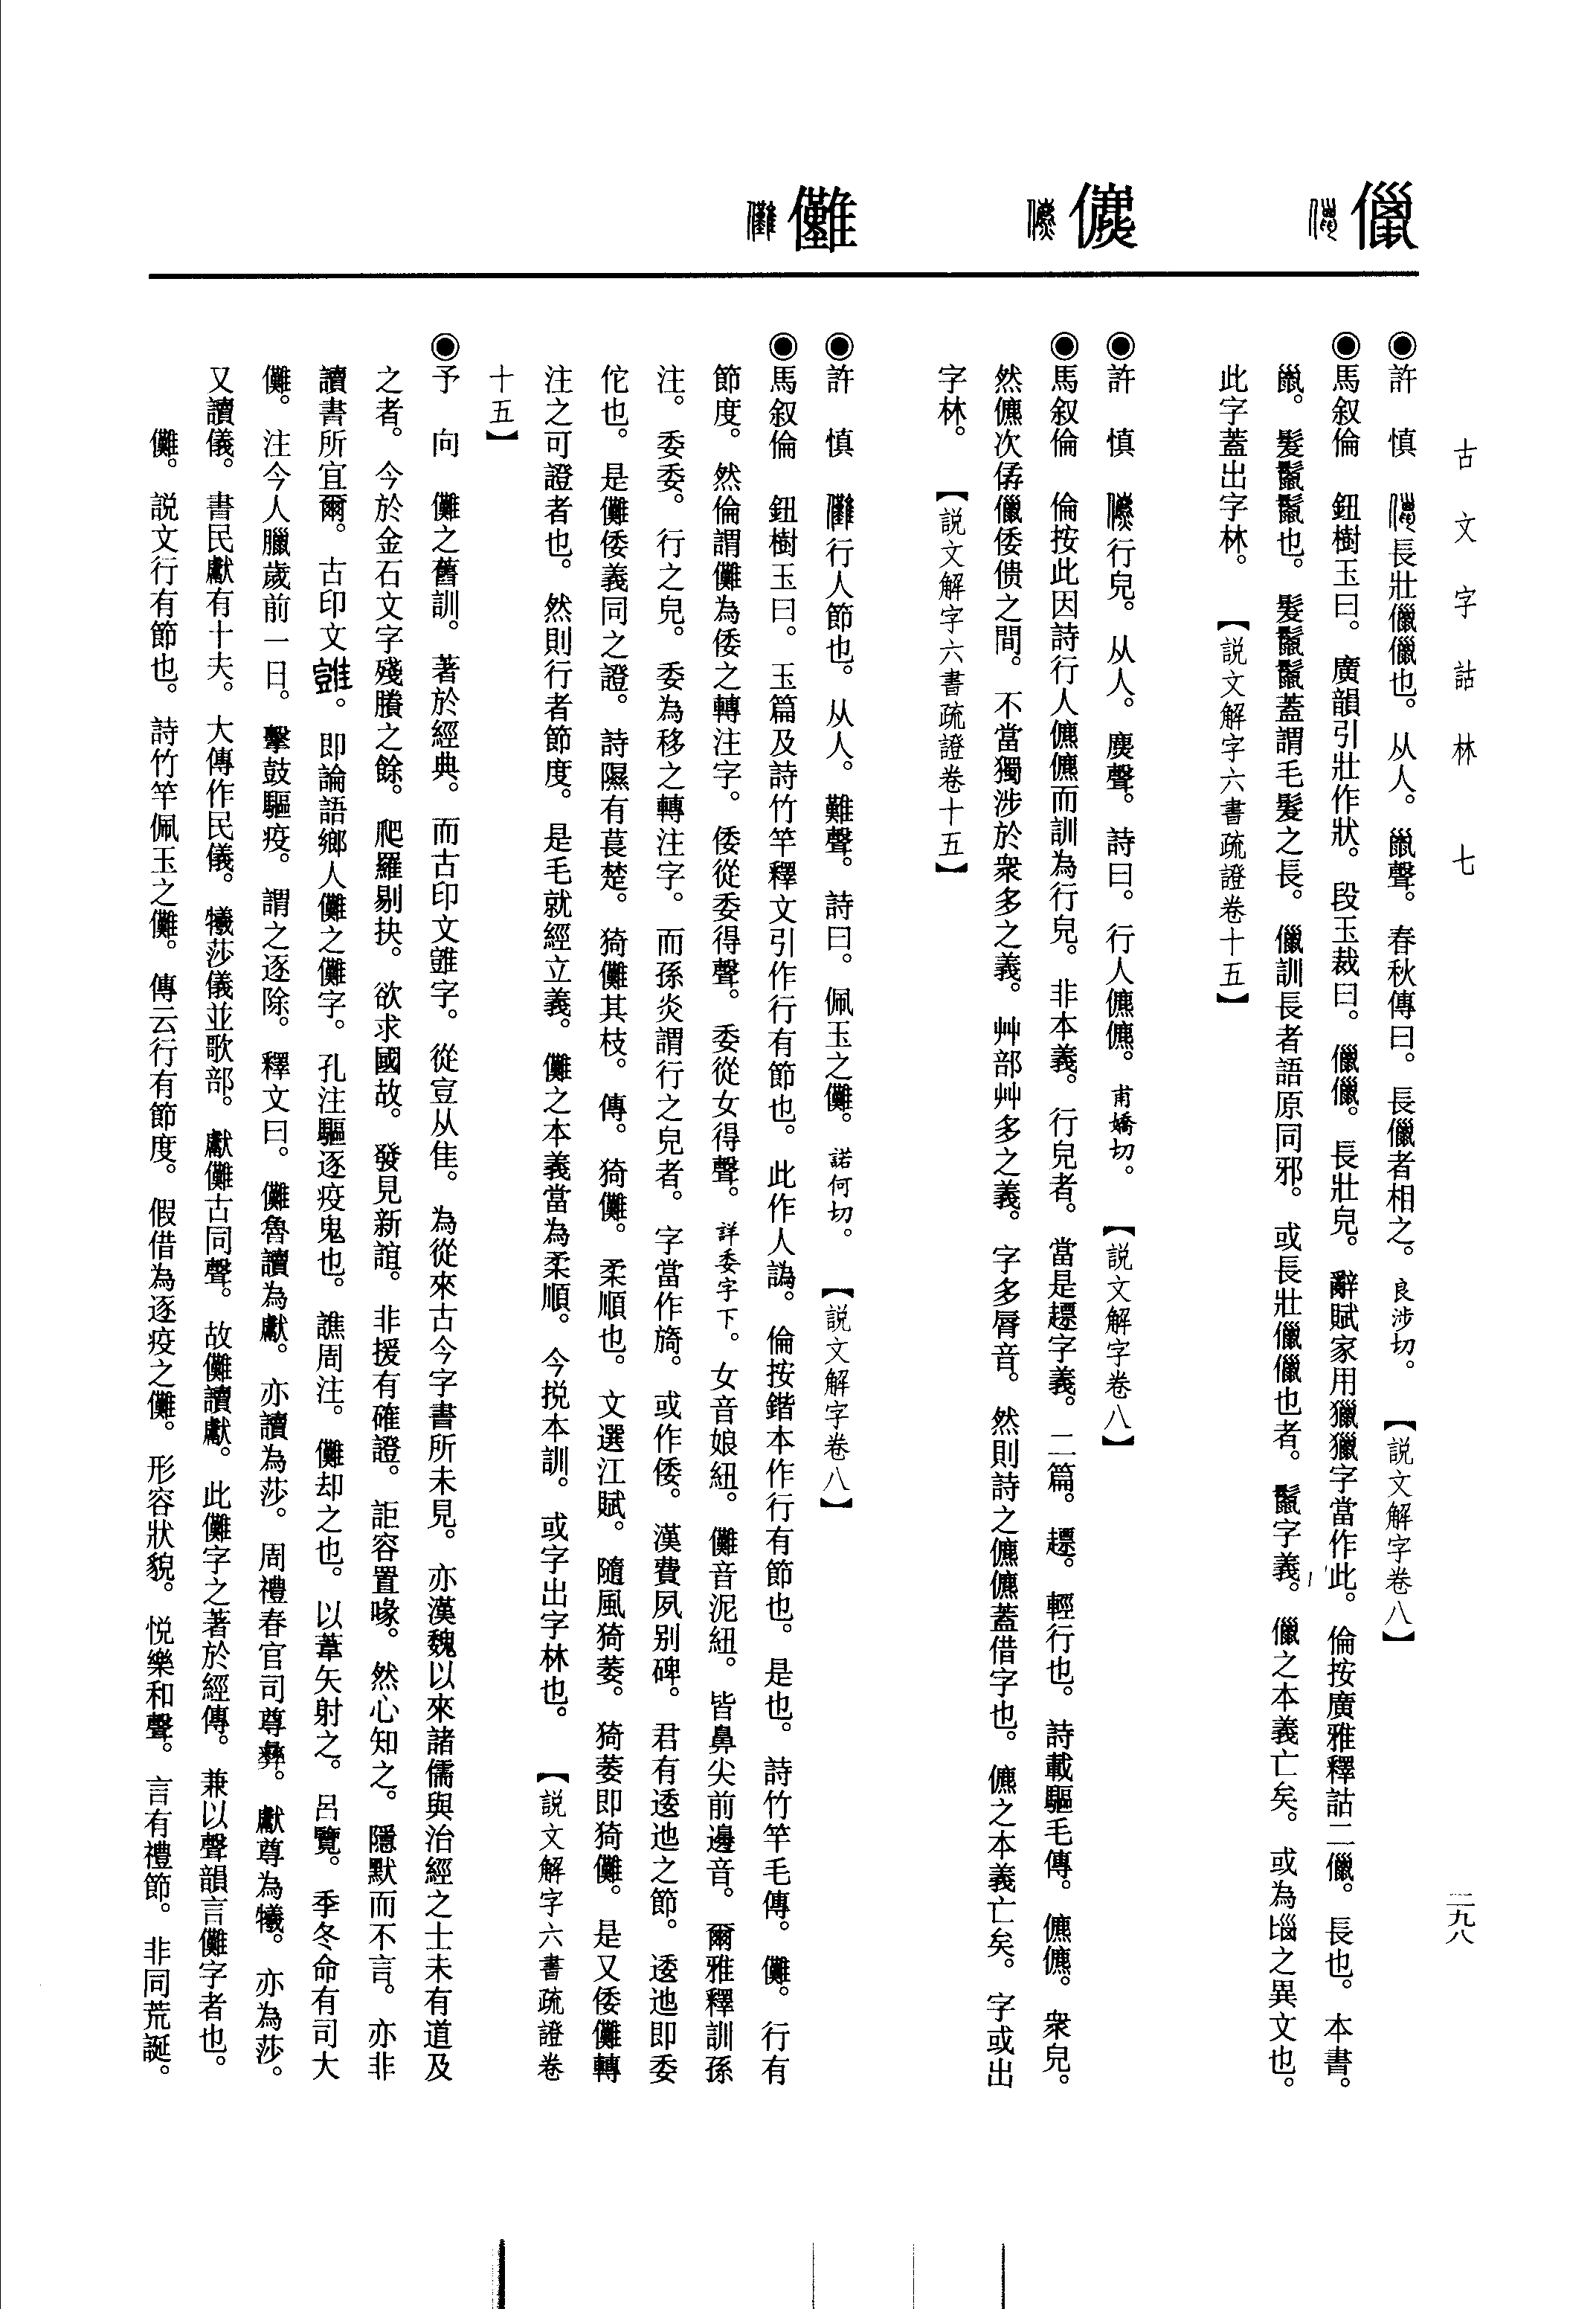 古文字詁林　七
二九八
儠
儦
儺
◉許　慎　儠長壯儠儠也。从人。巤聲。春秋傳曰。長儠者相之。良涉切。　【説文解字卷八】
◉馬叙倫　鈕樹玉曰。廣韻引壯作狀。段玉裁曰。儠儠。長壯皃。辭賦家用獵獵字當作此。倫按廣雅釋詁二儠。長也。本書。
巤。髮鬣鬣也。髮鬣鬣蓋謂毛髮之長。儠訓長者語原同邪。或長壯儠儠也者。鬣字義。儠之本義亡矣。或為𡿺之異文也。
此字蓋出字林。　【説文解字六書疏證卷十五】
◉許　慎　儦行皃。从人。麃聲。詩曰。行人儦儦。甫嬌切。　【説文解字卷八】
◉馬叙倫　倫按此因詩行人儦儦而訓為行皃。非本義。行皃者。當是趮字義。二篇。趮。輕行也。詩載驅毛傳。儦儦。衆皃。
然儦次儠倭僓之間。不當獨涉於衆多之義。艸部艸多之義。字多脣音。然則詩之儦儦蓋借字也。儦之本義亡矣。字或出
字林。　【説文解字六書疏證卷十五】
◉許　慎　儺行人節也。从人。難聲。詩曰。佩玉之儺。諾何切。　【説文解字卷八】
◉馬叙倫　鈕樹玉曰。玉篇及詩竹竿釋文引作行有節也。此作人譌。倫按鍇本作行有節也。是也。詩竹竿毛傳。儺。行有
節度。然倫謂儺為倭之轉注字。倭從委得聲。委從女得聲。詳委字下。女音娘紐。儺音泥紐。皆鼻尖前邊音。爾雅釋訓孫
注。委委。行之皃。委為移之轉注字。而孫炎謂行之皃者。字當作旖。或作倭。漢費夙别碑。君有逶迆之節。逶迆即委
佗也。是儺倭義同之證。詩隰有萇楚。猗儺其枝。傳。猗儺。柔順也。文選江賦。隨風猗萎。猗萎即猗儺。是又倭儺轉
注之可證者也。然則行者節度。是毛就經立義。儺之本義當為柔順。今挩本訓。或字出字林也。　【説文解字六書疏證卷
十五】
◉予　向　儺之舊訓。著於經典。而古印文雔字。從豈从隹。為從來古今字書所未見。亦漢魏以來諸儒與治經之士未有道及
之者。今於金石文字殘賸之餘。爬羅剔抉。欲求國故。發見新誼。非援有確證。詎容置喙。然心知之。隱默而不言。亦非
讀書所宜爾。古印文。即論語鄉人儺之儺字。孔注驅逐疫鬼也。譙周注。儺却之也。以葦矢射之。呂覽。季冬命有司大
儺。注今人臘歲前一日。擊鼓驅疫。謂之逐除。釋文曰。儺魯讀為獻。亦讀為莎。周禮春官司尊彝。獻尊為犧。亦為莎。
又讀儀。書民獻有十夫。大傳作民儀。犧莎儀並歌部。獻儺古同聲。故儺讀獻。此儺字之著於經傳。兼以聲韻言儺字者也。
儺。説文行有節也。詩竹竿佩玉之儺。傳云行有節度。假借為逐疫之儺。形容狀貌。悦樂和聲。言有禮節。非同荒誕。